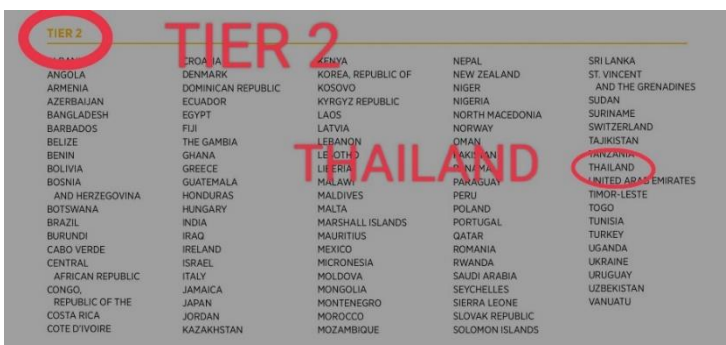 TIER 2
TIER 2
ANGOLA
ARMENIA
AZERBAIJAN
BANGLADESH
BARBADOS
BELIZE
BENIN
BOLIVIA
BOSNIA
AND HERZEGOVINA
BOTSWANA
BRAZIL
BURUNDI
CABO VERDE
CENTRAL
AFRICAN REPUBLIC
CONGO,
REPUBLIC OF THE
COSTA RICA
COTE D'IVOIRE
CROATIA
DENMARK
DOMINICAN REPUBLIC
ECUADOR
EGYPT
FIJI
THE GAMBIA
GHANA
GREECE
GUATEMALA
HONDURAS
HUNGARY
INDIA
IRAQ
IRELAND
ISRAEL
ITALY
JAMAICA
JAPAN
JORDAN
KAZAKHSTAN
KENYA
KOREA, REPUBLIC OF
KOSOVO
KYRGYZ REPUBLIC
LAOS
LATVIA
LEBANON
LESOTHO
LIBERIA
MALAWI
MALDIVES
MALTA
MARSHALL ISLANDS
MAURITIUS
MEXICO
MICRONESIA
MOLDOVA
MONGOLIA
MONTENEGRO
MOROCCO
MOZAMBIQUE
THAILAND
NEPAL
NEW ZEALAND
NIGER
NIGERIA
NORTH MACEDONIA
NORWAY
OMAN
PAKISTAN
PANAMA
PARAGUAY
PERU
POLAND
PORTUGAL
QATAR
ROMANIA
RWANDA
SAUDI ARABIA
SEYCHELLES
SIERRA LEONE
SLOVAK REPUBLIC
SOLOMON ISLANDS
SRI LANKA
ST. VINCENT
AND THE GRENADINES
SUDAN
SURINAME
SWITZERLAND
TAJIKISTAN
TANZANIA
THAILAND
UNITED ARAB EMIRATES
TIMOR-LESTE
TOGO
TUNISIA
TURKEY
UGANDA
UKRAINE
URUGUAY
UZBEKISTAN
VANUATU